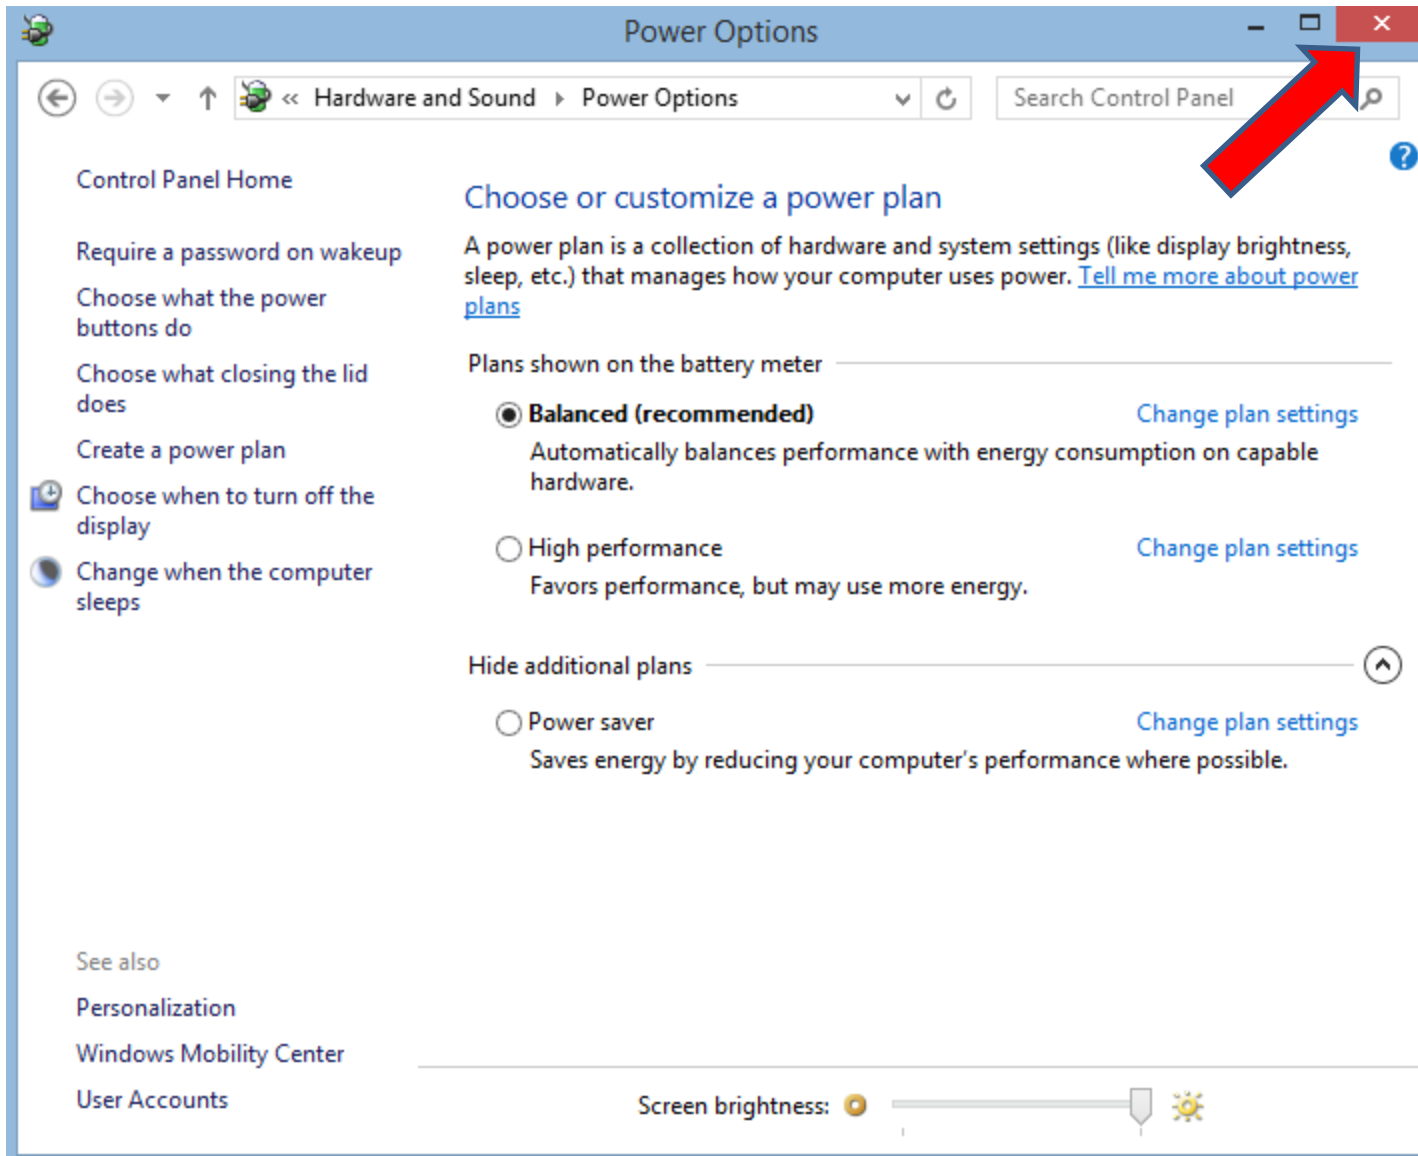 Power Options
« Hardware and Sound Power Options
Search Control Panel
Control Panel Home
Require a password on wakeup
Choose what the power
buttons do
Choose what closing the lid
does
Create a power plan
Choose when to turn off the
display
Change when the computer
sleeps
See also
Personalization
Windows Mobility Center
User Accounts
Choose or customize a power plan
A power plan is a collection of hardware and system settings (like display brightness,
sleep, etc.) that manages how your computer uses power. Tell me more about power
plans
Plans shown on the battery meter
Balanced (recommended) Change plan settings
Automatically balances performance with energy consumption on capable
hardware.
High performance Change plan settings
Favors performance, but may use more energy.
Hide additional plans
Power saver Change plan settings
Saves energy by reducing your computer's performance where possible.
Screen brightness: